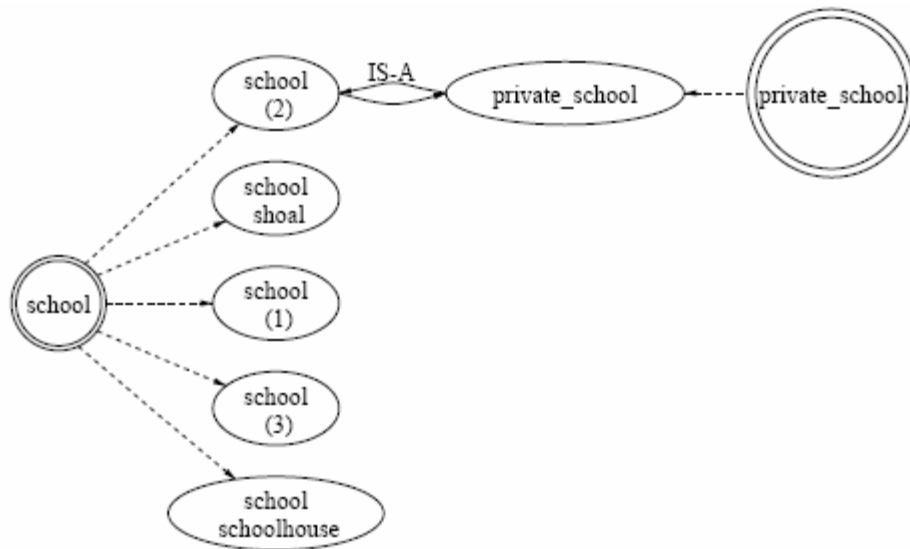 school
(2)
IS-A
private_school
private_school
school
shoal
school
school
(1)
school
(3)
school
schoolhouse